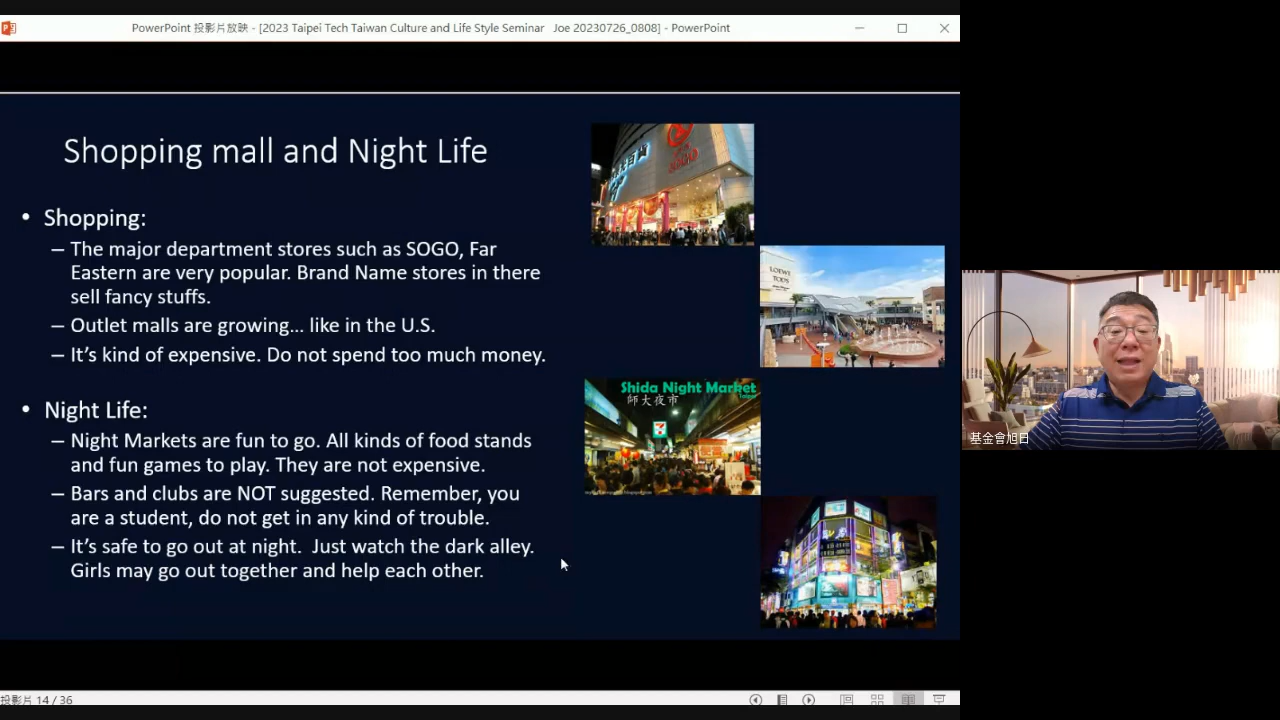 PowerPoint 投影片放映 - [2023 Taipei Tech Taiwan Culture and Life Style Seminar Joe 20230726_0808] - PowerPoint
Shopping mall and Night Life
• Shopping:
– The major department stores such as SOGO, Far
Eastern are very popular. Brand Name stores in there
sell fancy stuffs.
– Outlet malls are growing... like in the U.S.
– It's kind of expensive. Do not spend too much money.
• Night Life:
– Night Markets are fun to go. All kinds of food stands
and fun games to play. They are not expensive.
– Bars and clubs are NOT suggested. Remember, you
are a student, do not get in any kind of trouble.
– It's safe to go out at night. Just watch the dark alley.
Girls may go out together and help each other.
SOGO
LOEWE
TOD'S
Shida Night Market
Taipei
師大夜市
基金會旭日
投影片 14 / 36